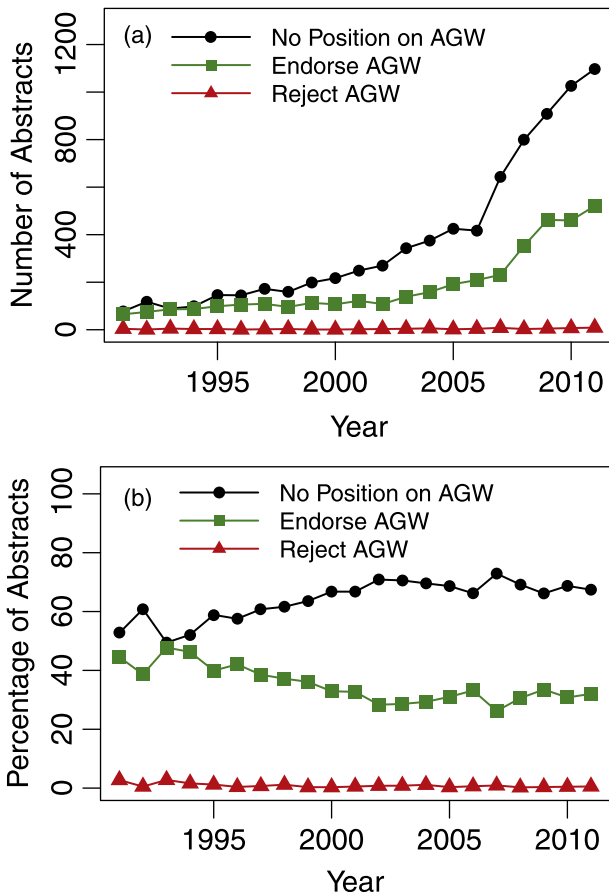 (a)
No Position on AGW
Endorse AGW
Reject AGW
Number of Abstracts
0
400
800
1200
1995
2000
2005
2010
Year
(b)
No Position on AGW
Endorse AGW
Reject AGW
Percentage of Abstracts
0
20
40
60
80
100
1995
2000
2005
2010
Year